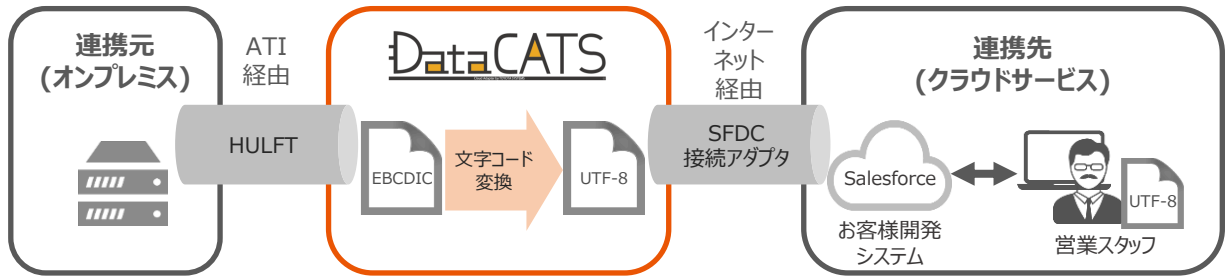 連携元
(オンプレミス)
ATI
経由
HULFT
DataCATS
EBCDIC
文字コード
変換
UTF-8
インター
ネット
経由
SFDC
接続アダプタ
連携先
(クラウドサービス)
Salesforce
お客様開発
システム
UTF-8
営業スタッフ